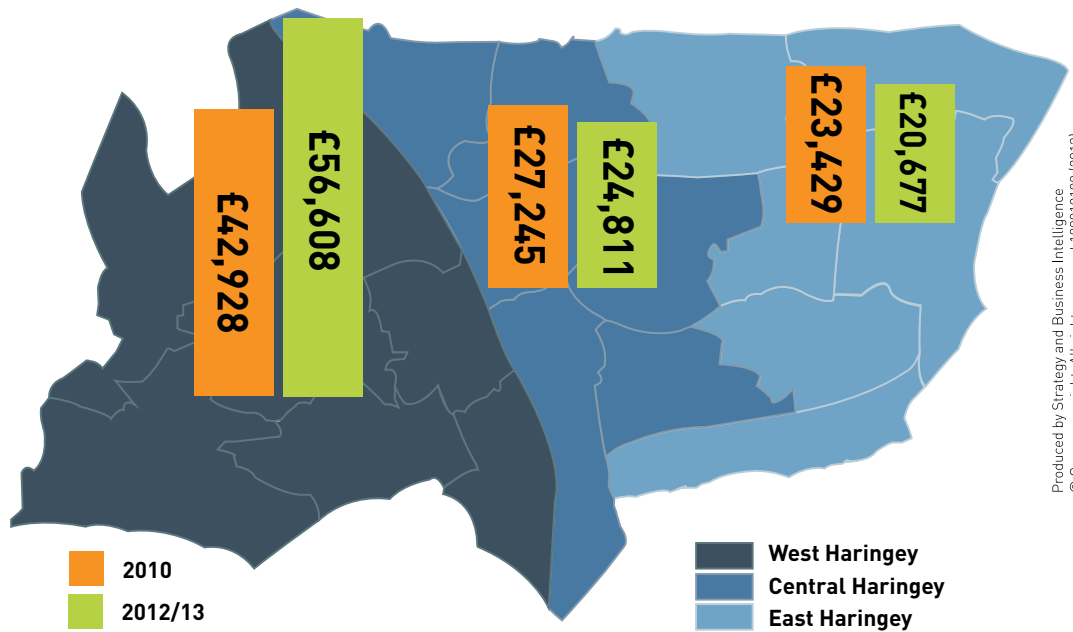 £42,928
£56,608
£27,245
£24,811
£23,429
£20,677
2010
2012/13
West Haringey
Central Haringey
East Haringey
Produced by Strategy and Business Intelligence